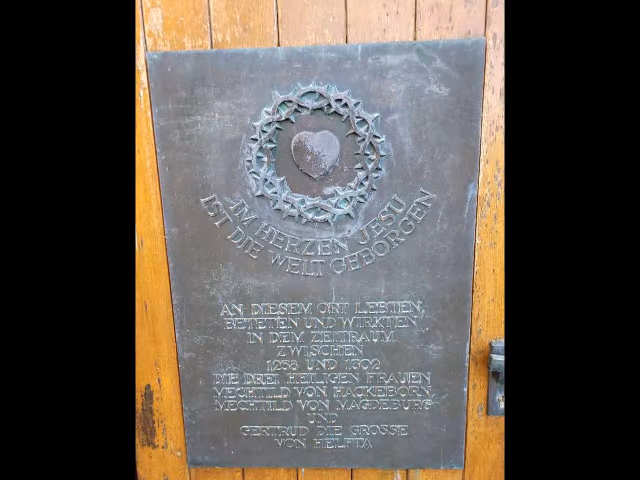 IM HERZEN JESU
IST DIE WELT GEBORGEN
AN DIESEM ORT LEBTEN,
BETETEN UND WIRKTEN
IN DEM ZEITRAUM
ZWISCHEN
1258 UND 1302
DIE DREI HEILIGEN FRAUEN
MECHTILD VON HACKEBORN
MECHTILD VON MAGDEBURG
UND
GERTRUD DIE GROSSE
VON HELFTA